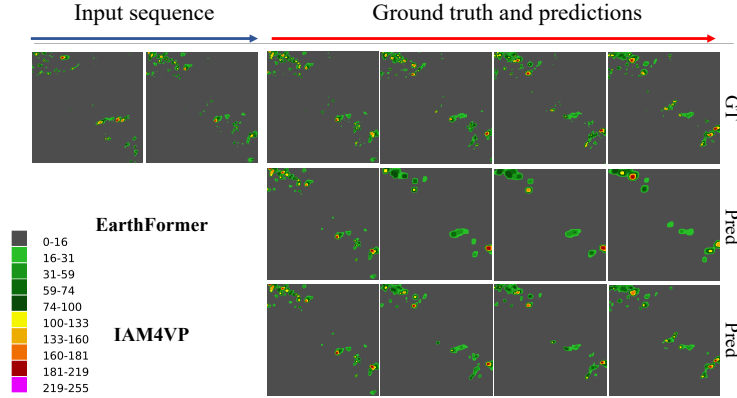 Input sequence
Ground truth and predictions
GT
EarthFormer
Pred
0-16
16-31
31-59
59-74
74-100
100-133
133-160
160-181
181-219
219-255
IAM4VP
Pred